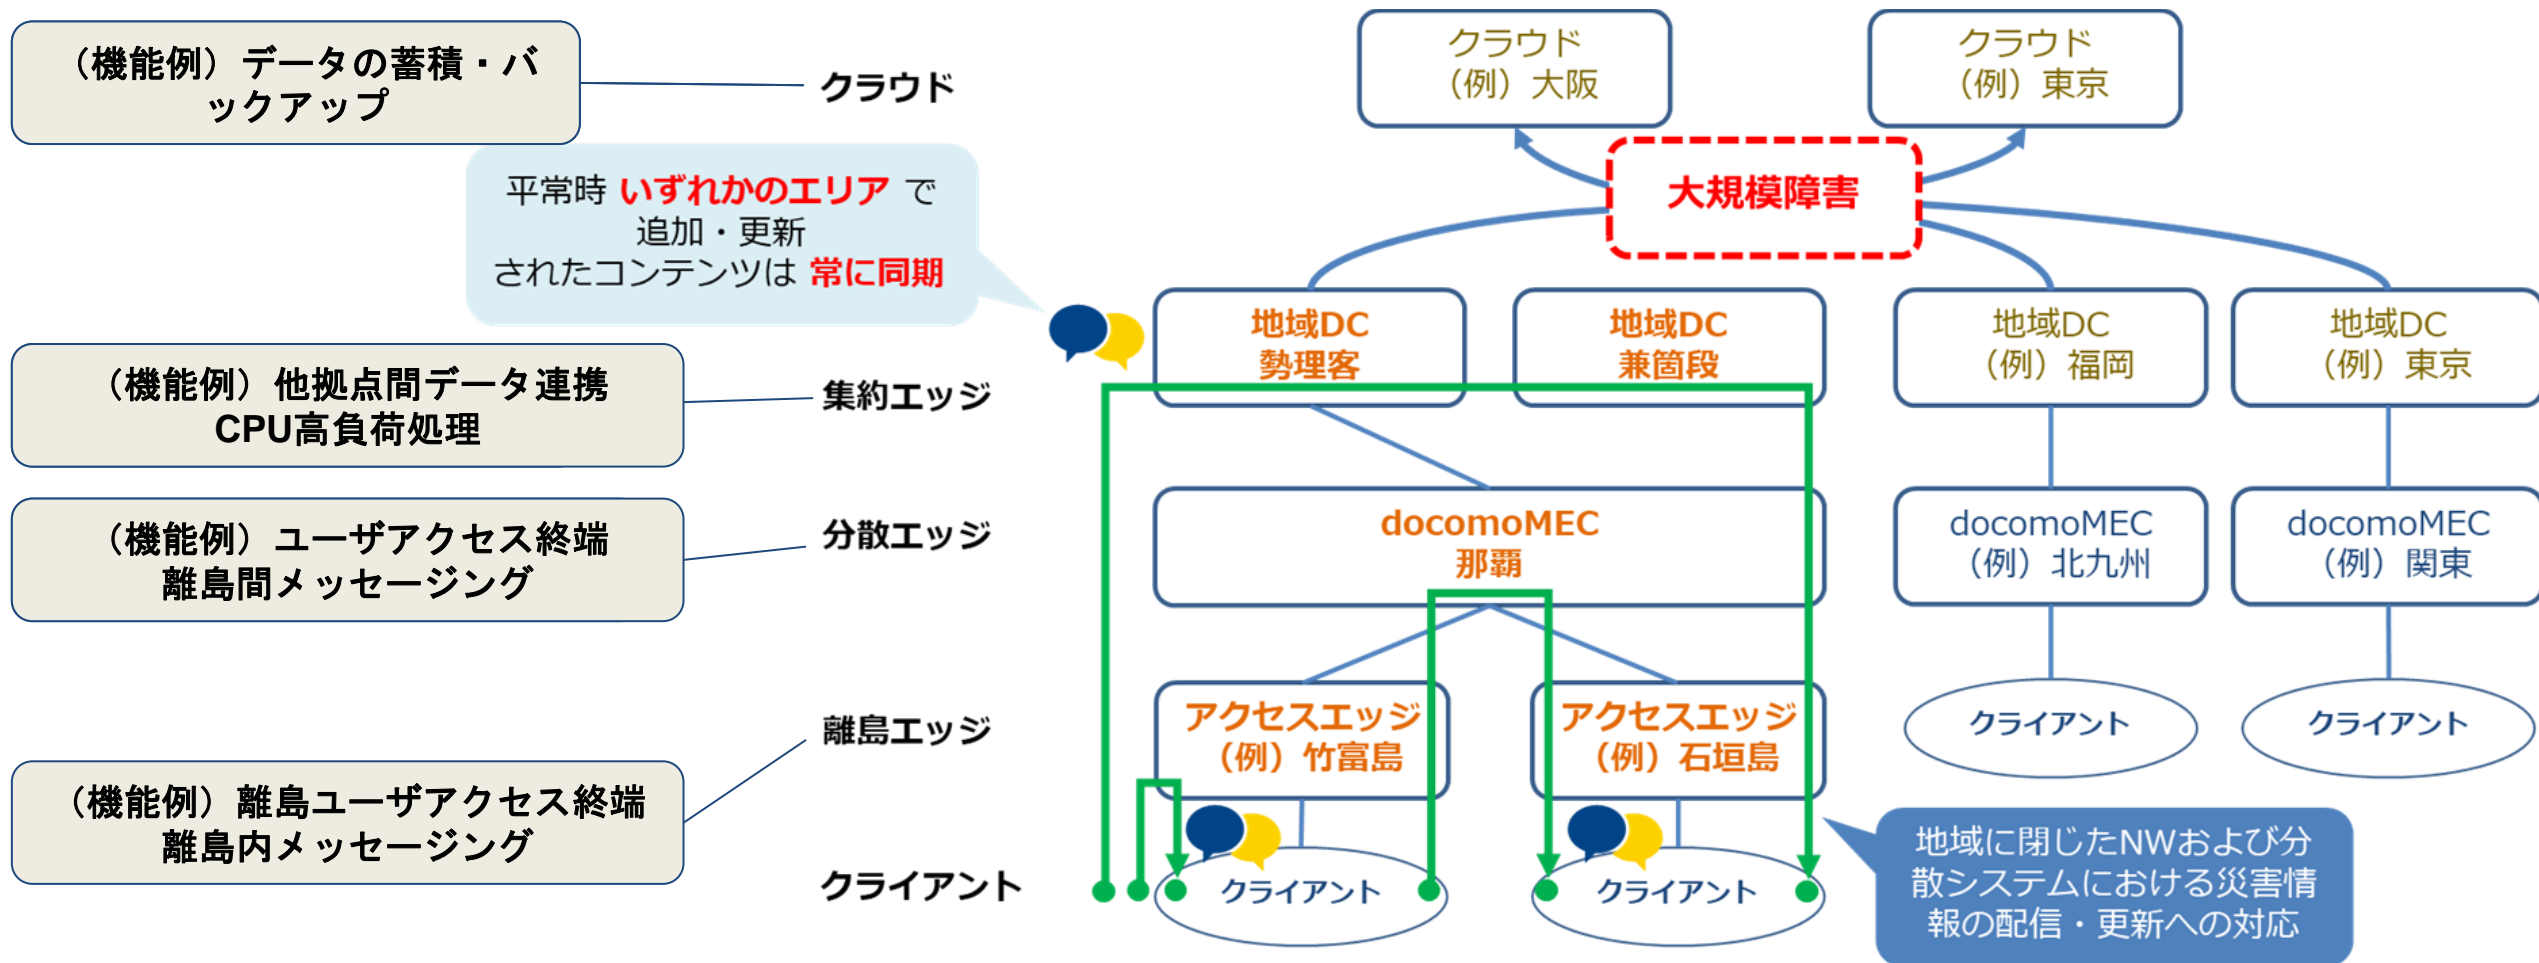 （機能例）データの蓄積・バ
ックアップ
クラウド
クラウド
（例）大阪
クラウド
（例）東京
大規模障害
平常時 いずれかのエリア で
追加・更新
されたコンテンツは 常に同期
（機能例）他拠点間データ連携
CPU高負荷処理
集約エッジ
地域DC
勢理客
地域DC
兼箇段
地域DC
（例）福岡
地域DC
（例）東京
（機能例）ユーザアクセス終端
離島間メッセージング
分散エッジ
docomoMEC
那覇
docomoMEC
（例）北九州
docomoMEC
（例）関東
（機能例）離島ユーザアクセス終端
離島内メッセージング
離島エッジ
アクセスエッジ
（例）竹富島
アクセスエッジ
（例）石垣島
クライアント
クライアント
クライアント
クライアント
クライアント
地域に閉じたNWおよび分
散システムにおける災害情
報の配信・更新への対応